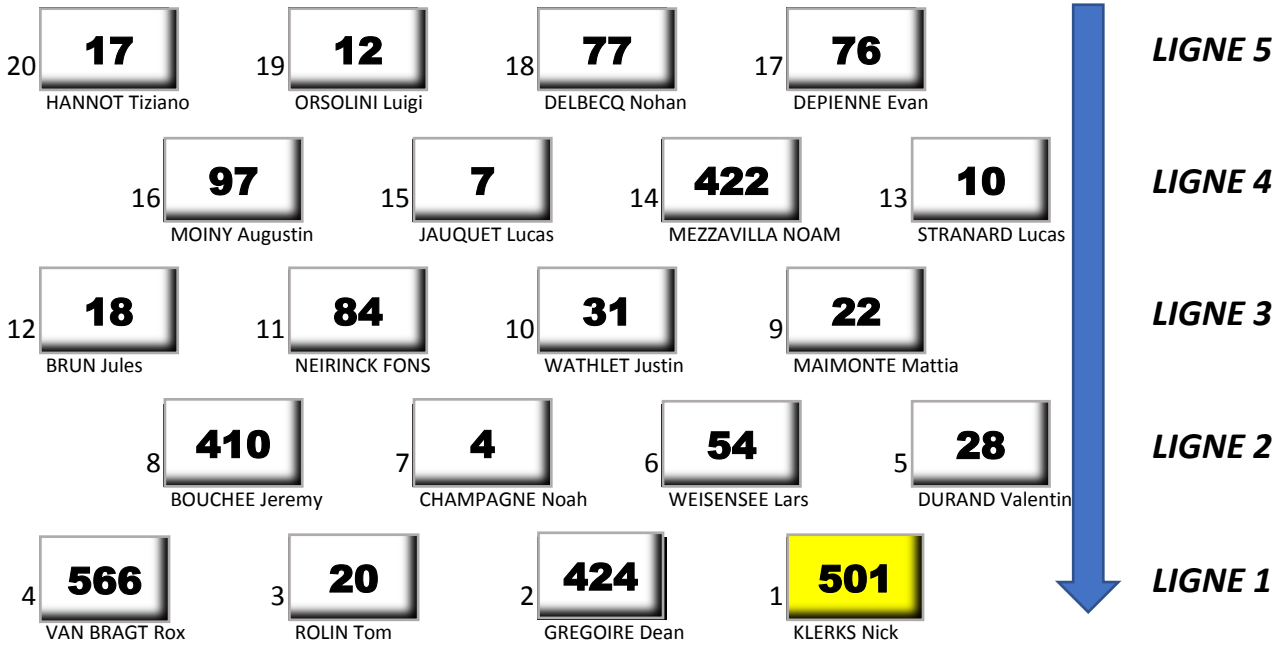 20 17 19 12 18 77 17 76 LIGNE 5
HANNOT Tiziano ORSOLINI Luigi DELBECQ Nohan DEPIENNE Evan
16 97 15 7 14 422 13 10 LIGNE 4
MOINY Augustin JAUQUET Lucas MEZZAVILLA NOAM STRANARD Lucas
12 18 11 84 10 31 9 22 LIGNE 3
BRUN Jules NEIRINCK FONS WATHLET Justin MAIMONTE Mattia
8 410 7 4 6 54 5 28 LIGNE 2
BOUCHEE Jeremy CHAMPAGNE Noah WEISENSEE Lars DURAND Valentin
4 566 3 20 2 424 1 501 LIGNE 1
VAN BRAGT Rox ROLIN Tom GREGOIRE Dean KLERKS Nick